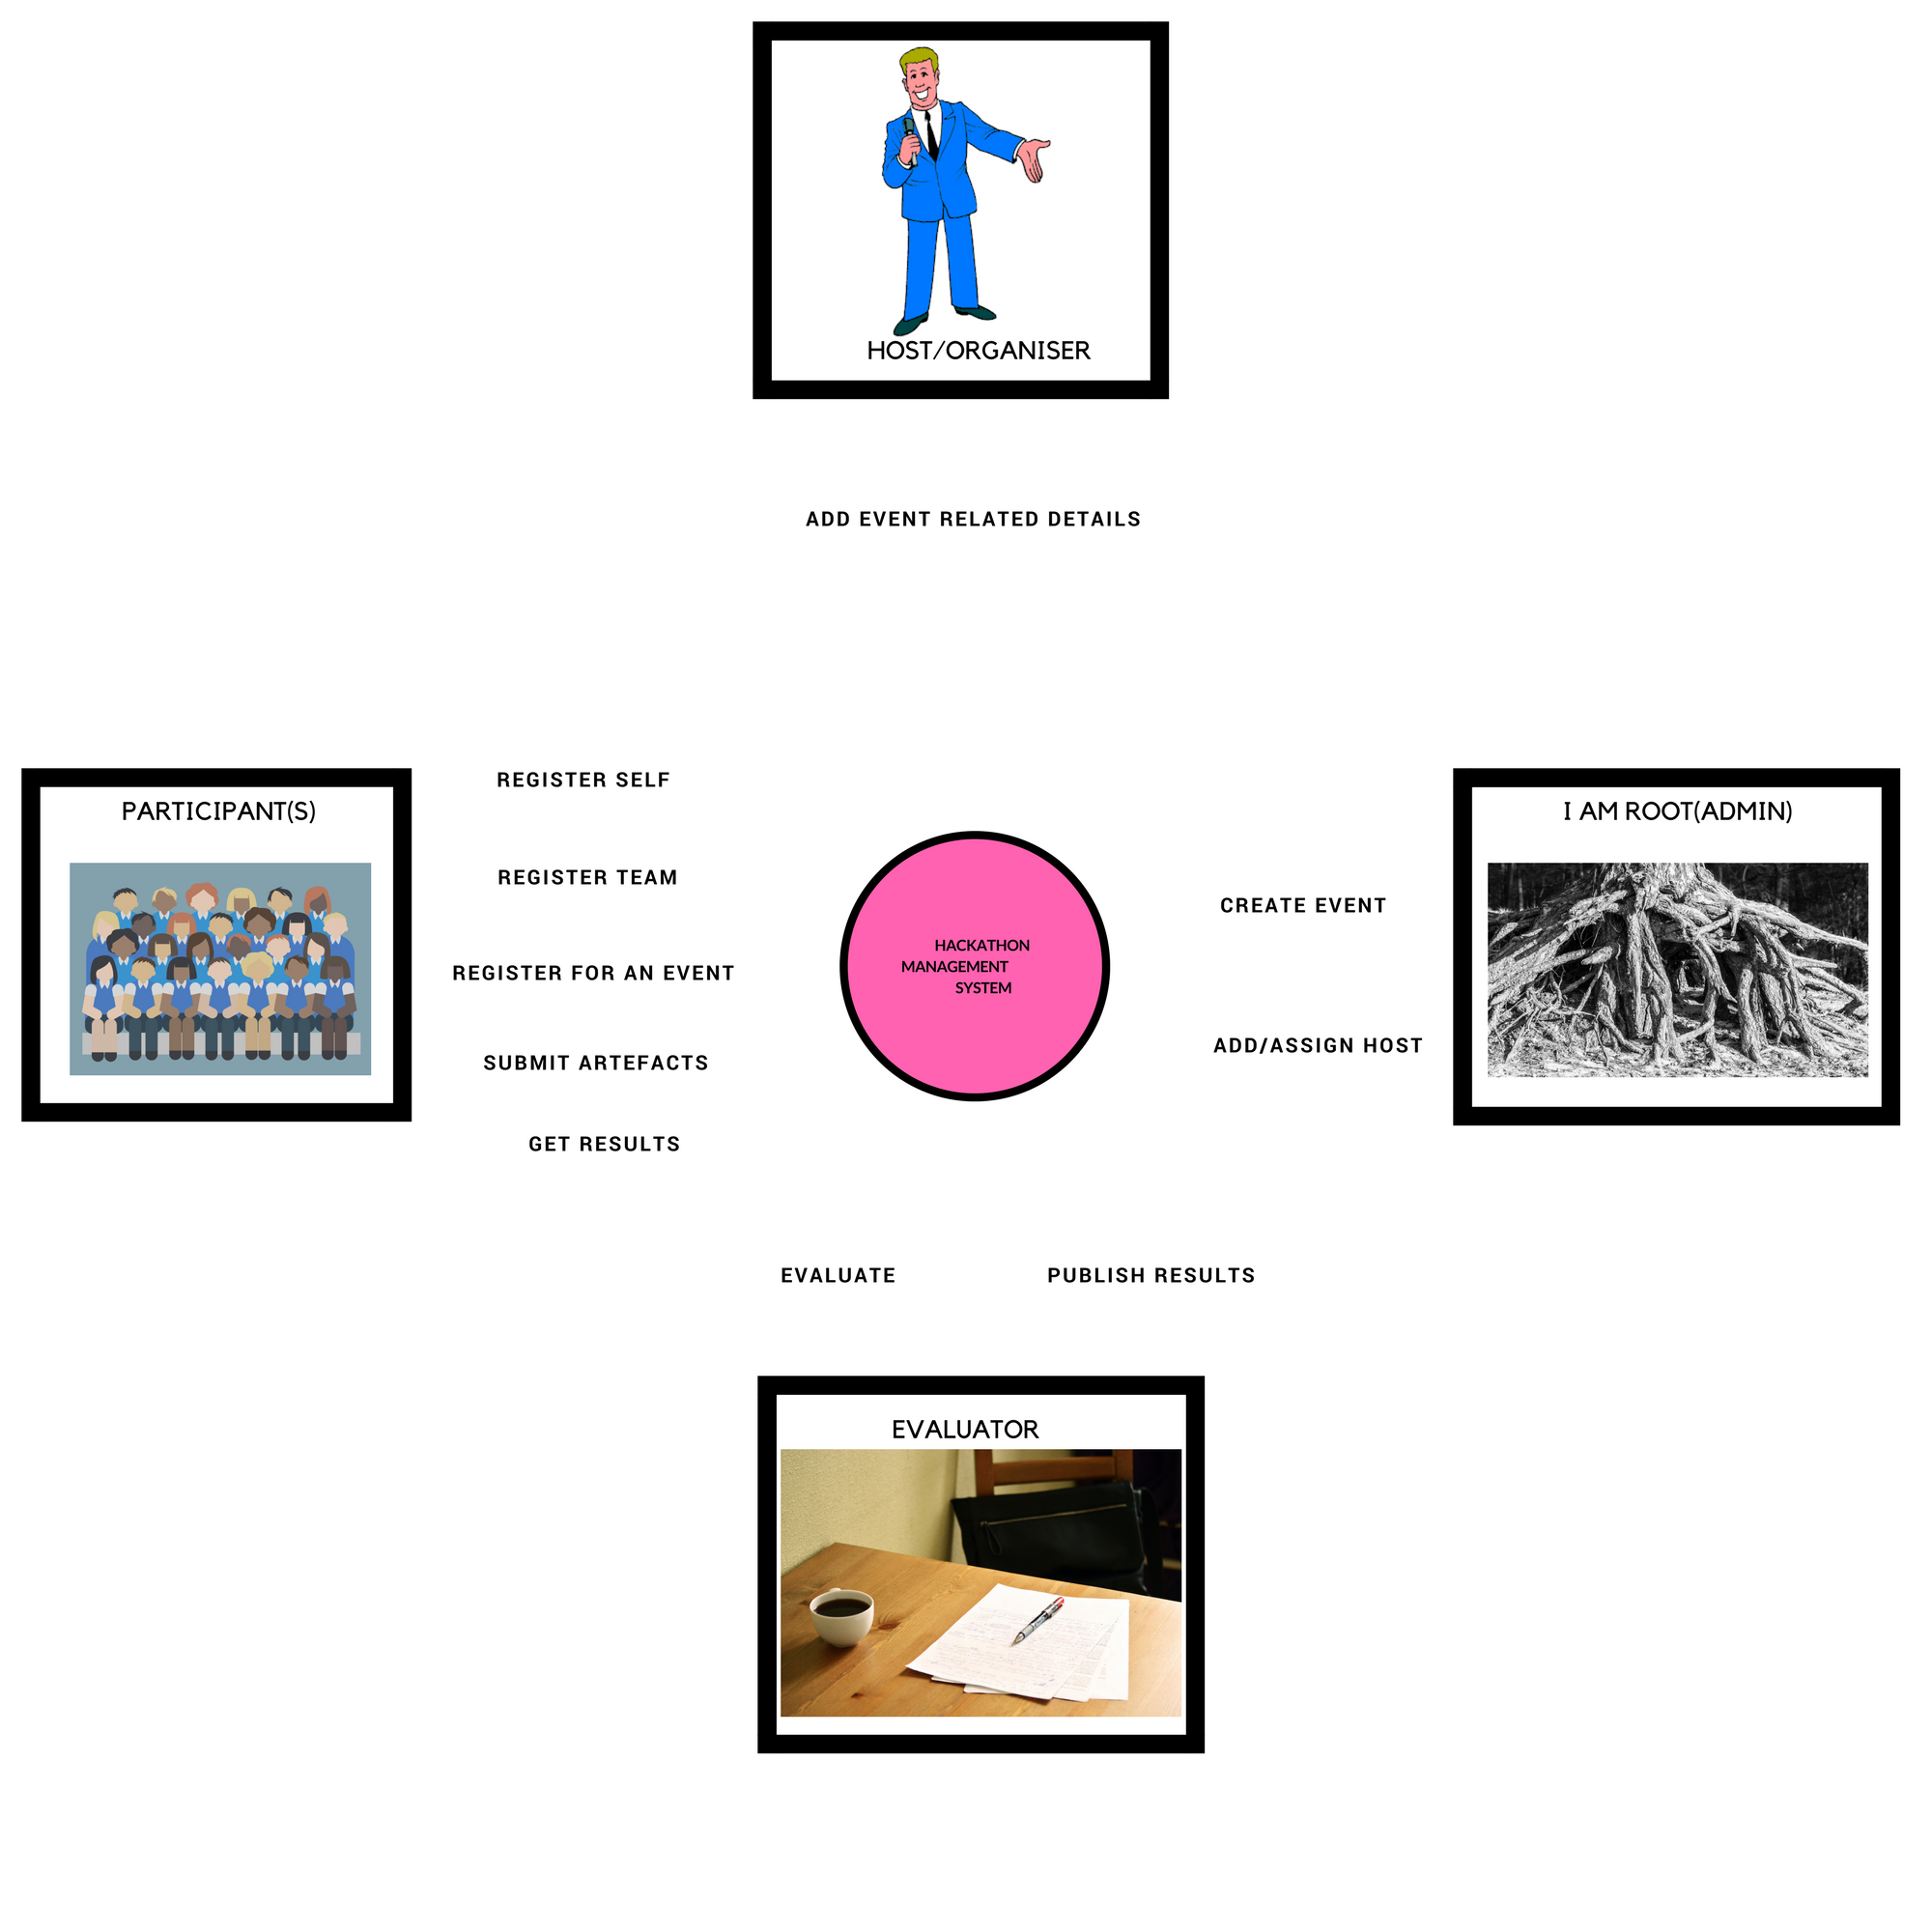 HOST/ORGANISER
ADD EVENT RELATED DETAILS
PARTICIPANT(S)
REGISTER SELF
REGISTER TEAM
REGISTER FOR AN EVENT
SUBMIT ARTEFACTS
GET RESULTS
HACKATHON
MANAGEMENT
SYSTEM
I AM ROOT(ADMIN)
CREATE EVENT
ADD/ASSIGN HOST
EVALUATE
PUBLISH RESULTS
EVALUATOR